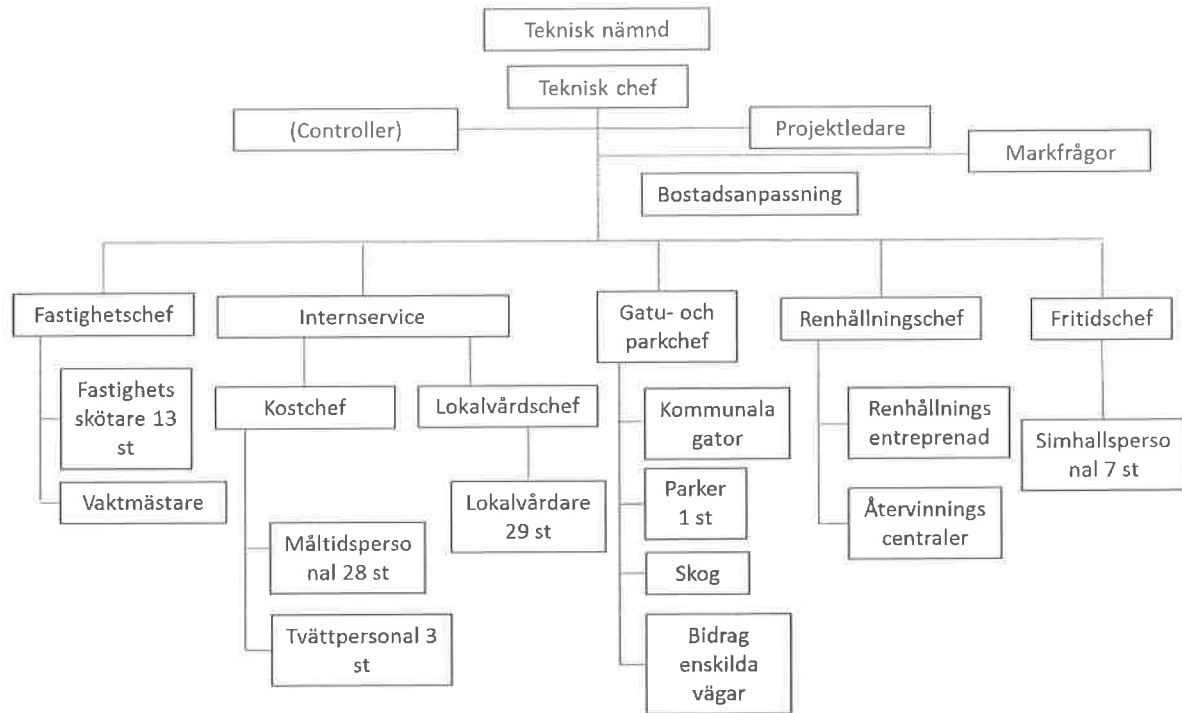 Teknisk nämnd
Teknisk chef
(Controller)
Projektledare
Markfrågor
Bostadsanpassning
Fastighetschef
Internservice
Gatu- och
parkchef
Renhållningschef
Fritidschef
Fastighets
skötare 13
st
Vaktmästare
Kostchef
Lokalvårdschef
Måltidsperso
nal 28 st
Tvättpersonal 3
st
Lokalvårdare
29 st
Kommunala
gator
Parker
1 st
Skog
Bidrag
enskilda
vägar
Renhållnings
entreprenad
Återvinnings
centraler
Simhallsperso
nal 7 st